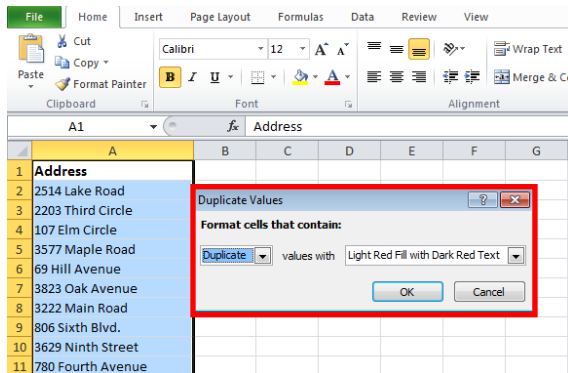 File Home Insert Page Layout Formulas Data Review View
Cut
Copy
Format Painter
Paste
Clipboard
Calibri 12 A A
B I U A
Font
Wrap Text
Merge & C
Alignment
A1 fx Address
A B C D E F G
1 Address
2 2514 Lake Road
3 2203 Third Circle
4 107 Elm Circle
5 3577 Maple Road
6 69 Hill Avenue
7 3823 Oak Avenue
8 3222 Main Road
9 806 Sixth Blvd.
10 3629 Ninth Street
11 780 Fourth Avenue
Duplicate Values
Format cells that contain:
Duplicate values with Light Red Fill with Dark Red Text
OK Cancel